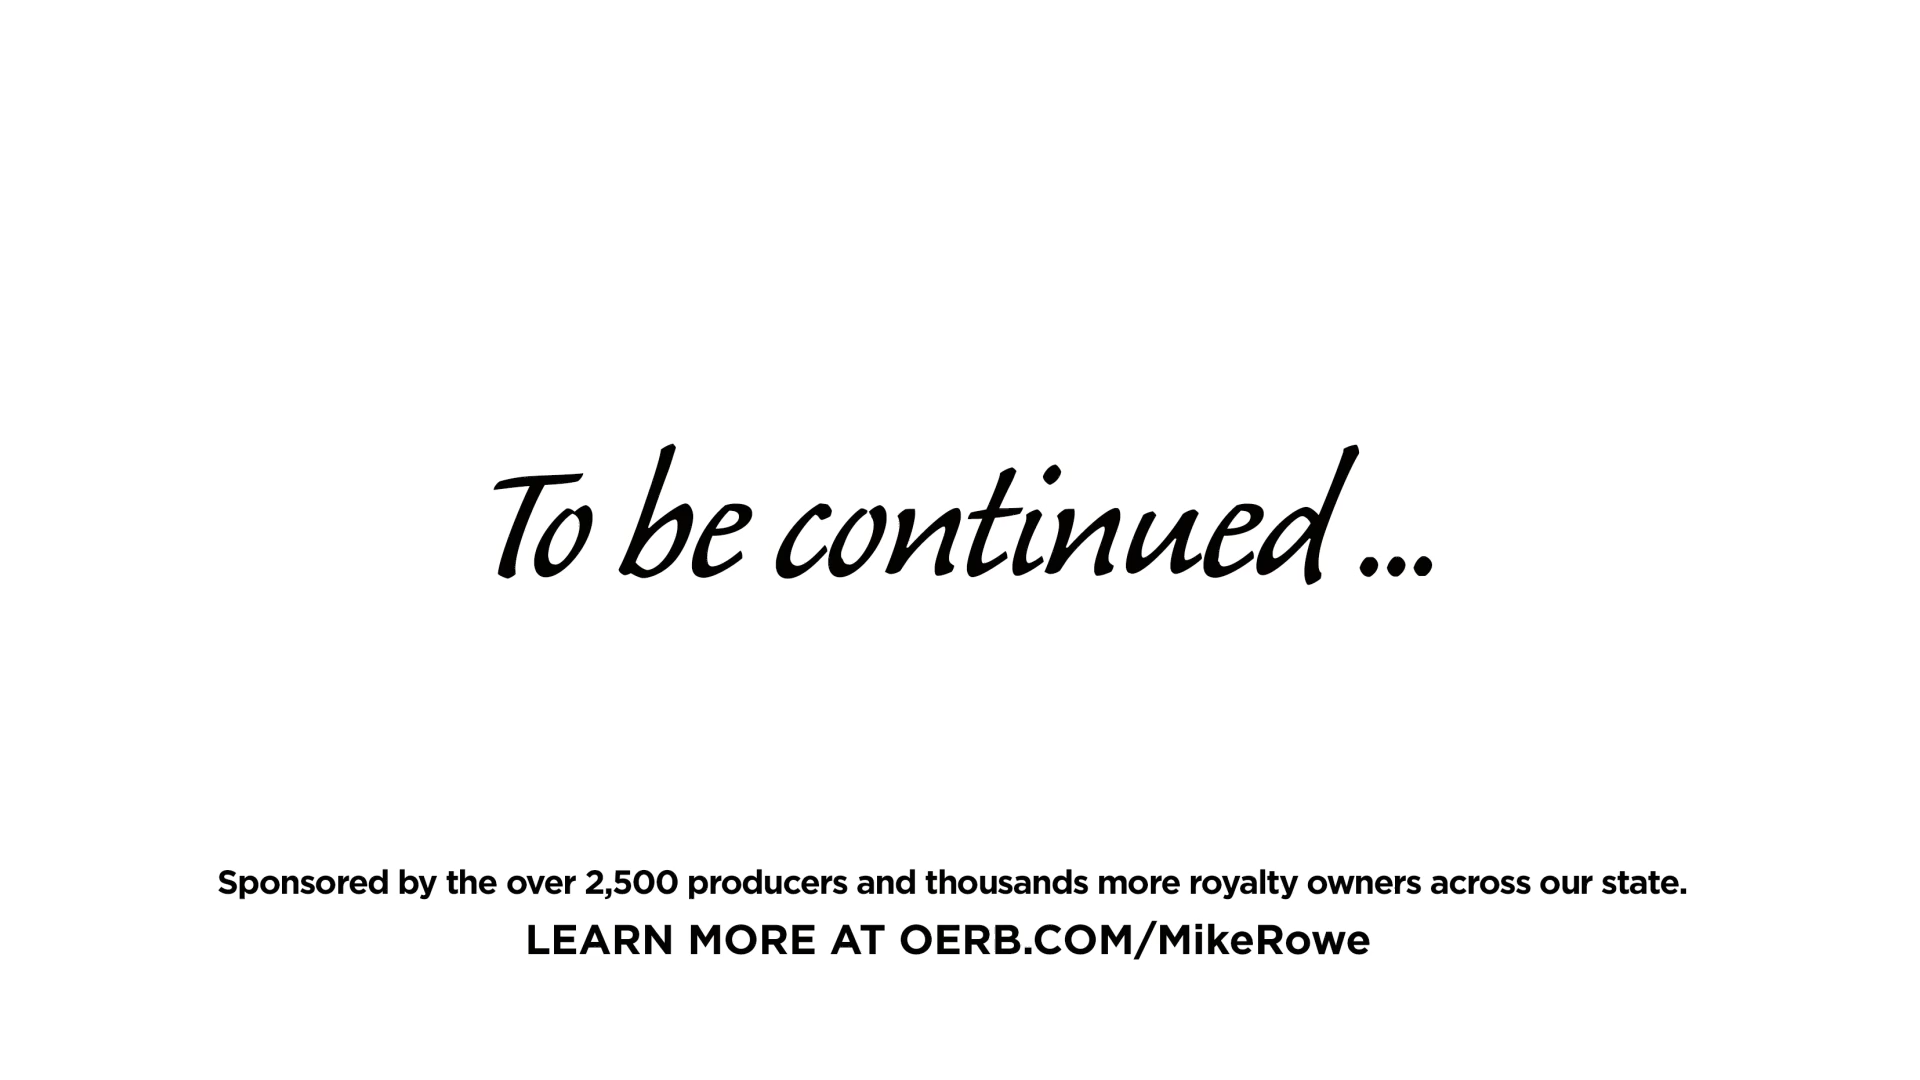 To be continued ...
Sponsored by the over 2,500 producers and thousands more royalty owners across our state.
LEARN MORE AT OERB.COM/MikeRowe